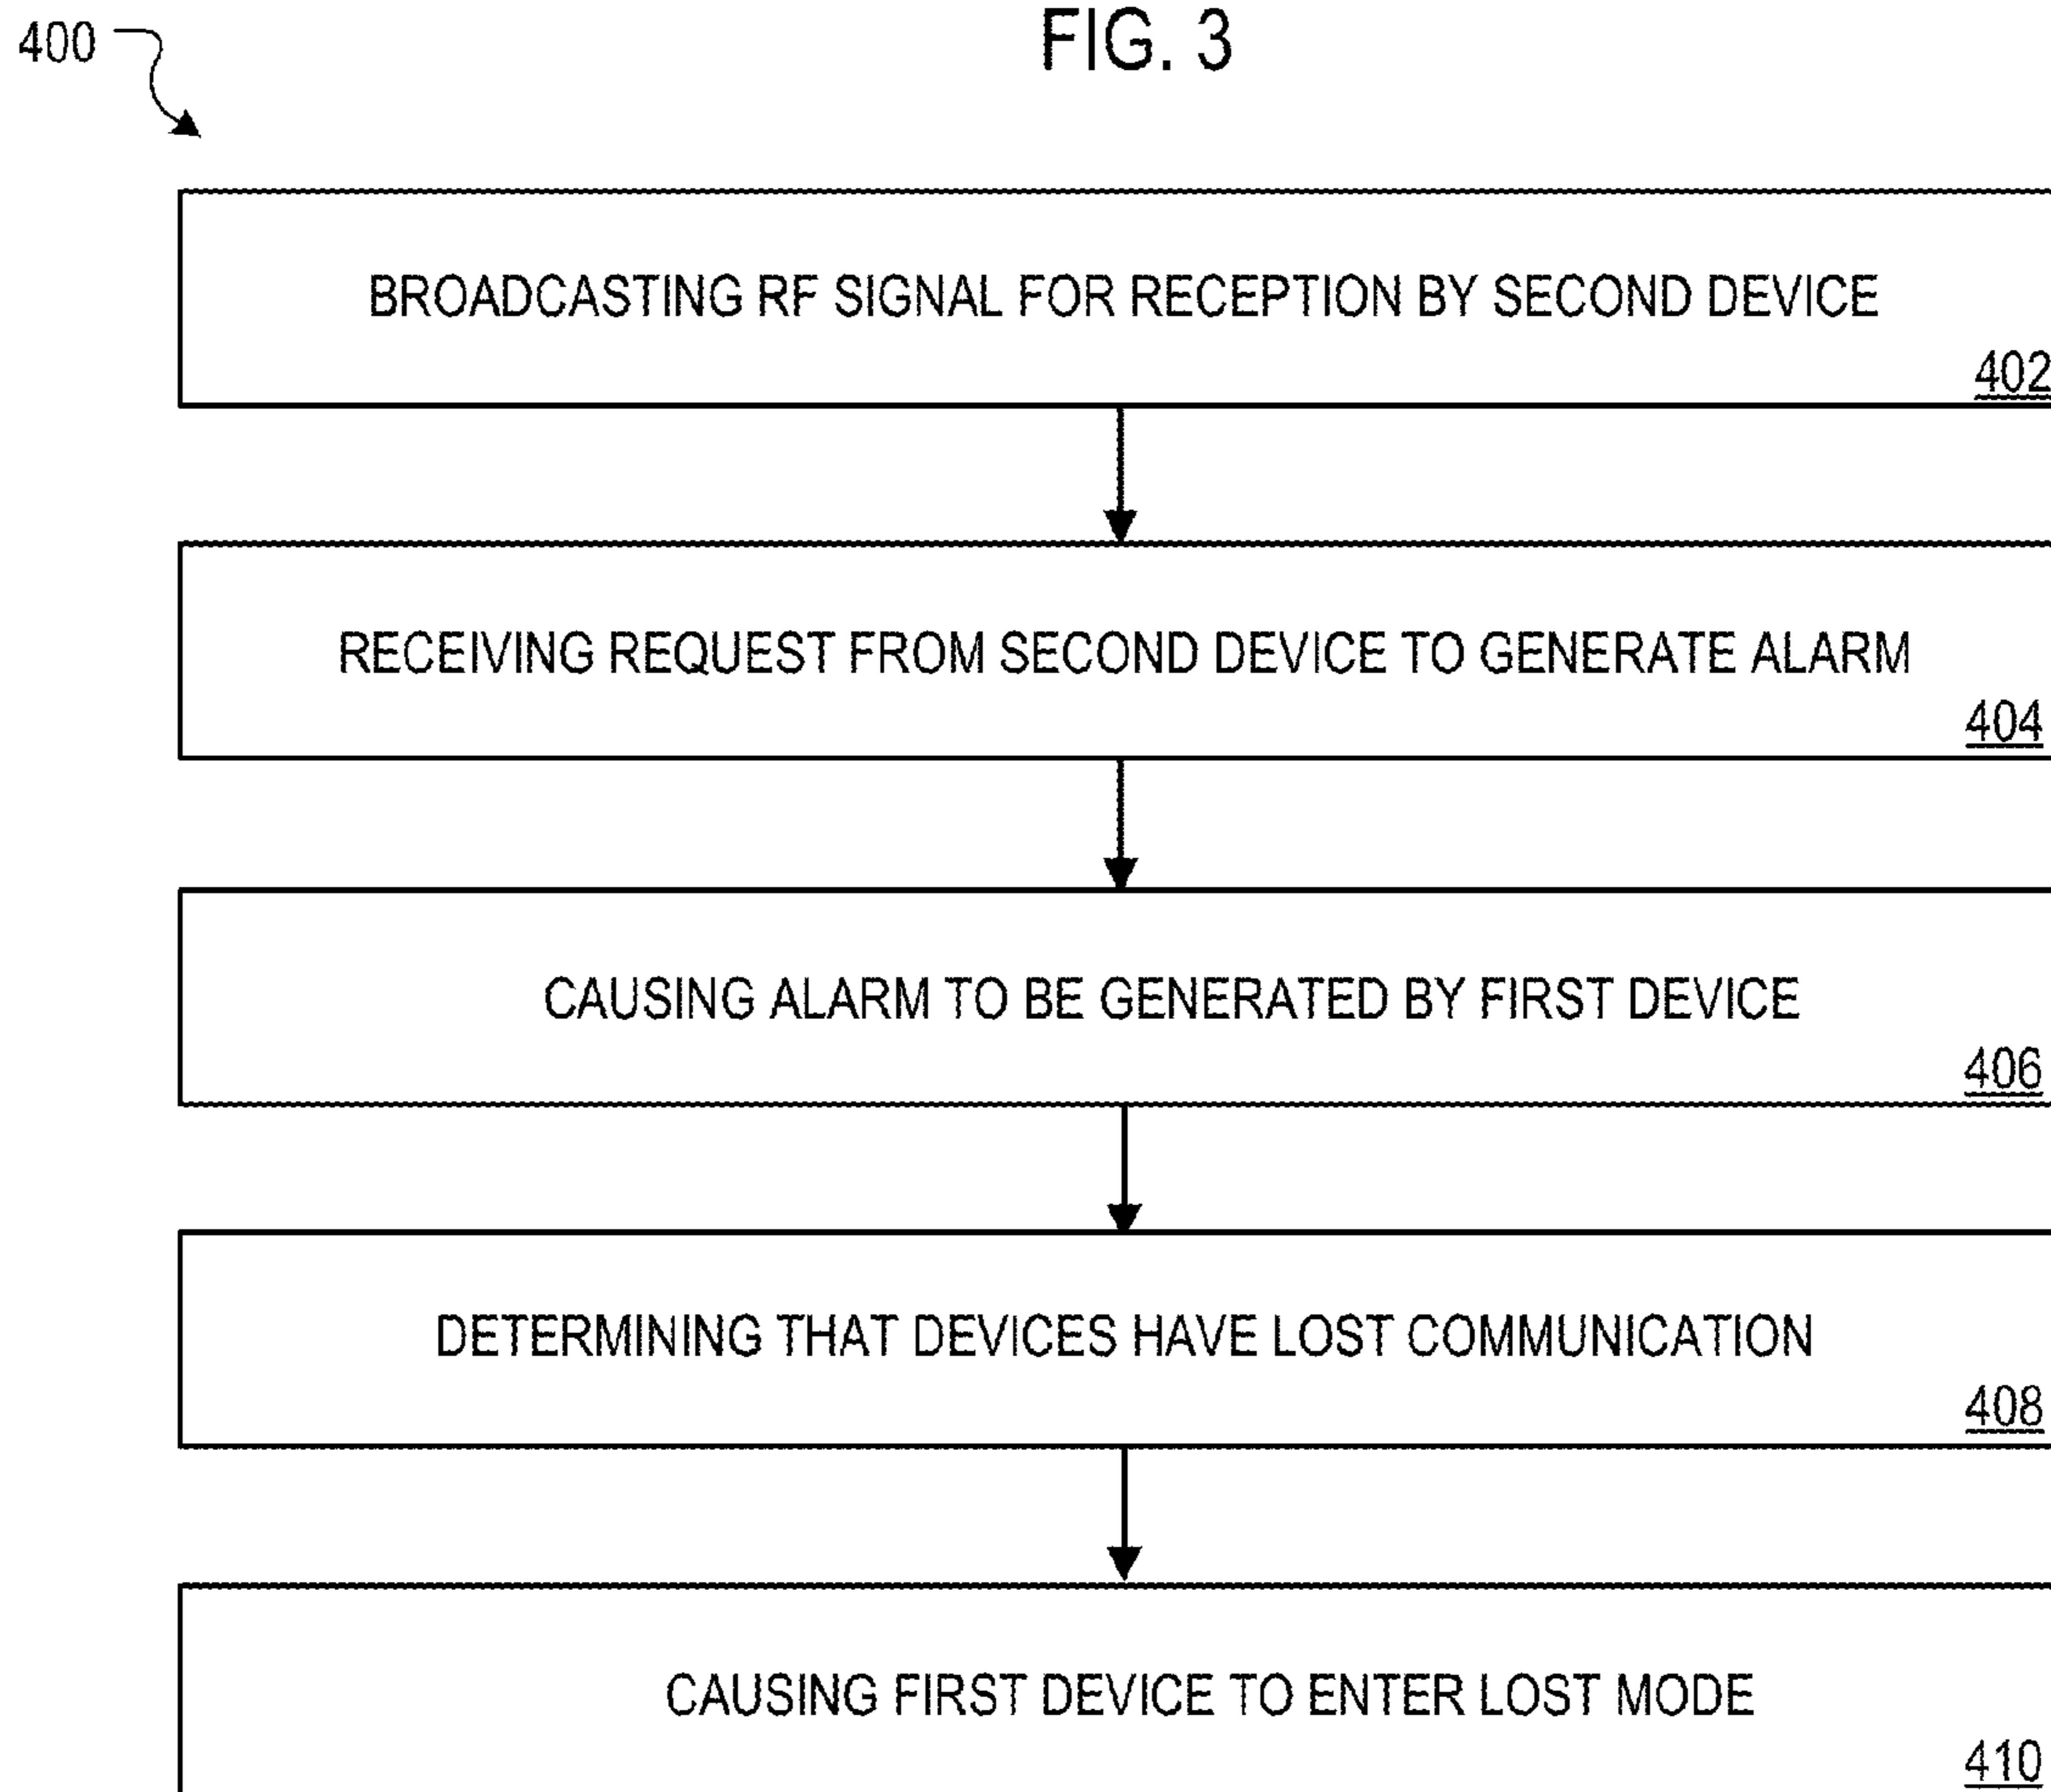 FIG. 3
400
BROADCASTING RF SIGNAL FOR RECEPTION BY SECOND DEVICE
402
RECEIVING REQUEST FROM SECOND DEVICE TO GENERATE ALARM
404
CAUSING ALARM TO BE GENERATED BY FIRST DEVICE
406
DETERMINING THAT DEVICES HAVE LOST COMMUNICATION
408
CAUSING FIRST DEVICE TO ENTER LOST MODE
410